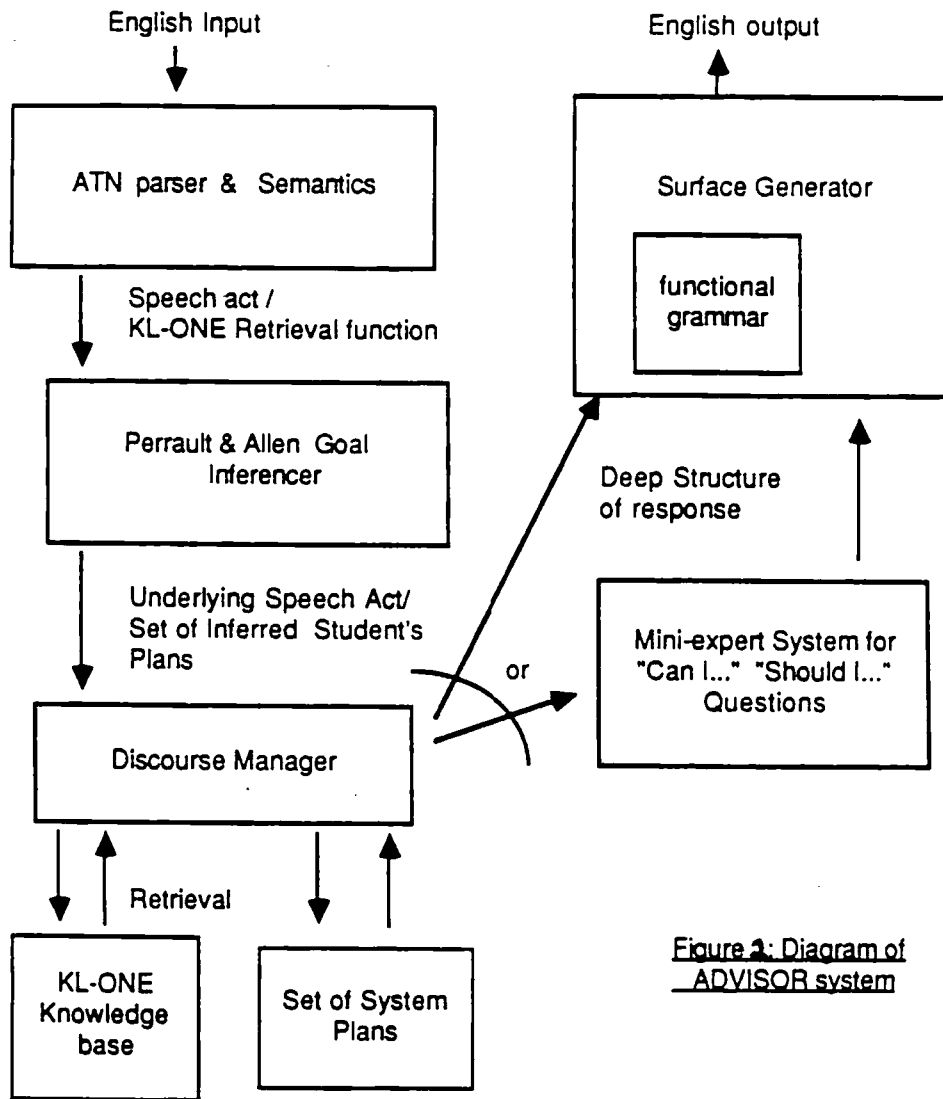 English Input
English output
ATN parser & Semantics
Surface Generator
functional
grammar
Speech act /
KL-ONE Retrieval function
Perrault & Allen Goal
Inferencer
Deep Structure
of response
Underlying Speech Act/
Set of Inferred Student's
Plans
or
Mini-expert System for
"Can I..." "Should I..."
Questions
Discourse Manager
Retrieval
KL-ONE
Knowledge
base
Set of System
Plans
Figure 2: Diagram of
ADVISOR system